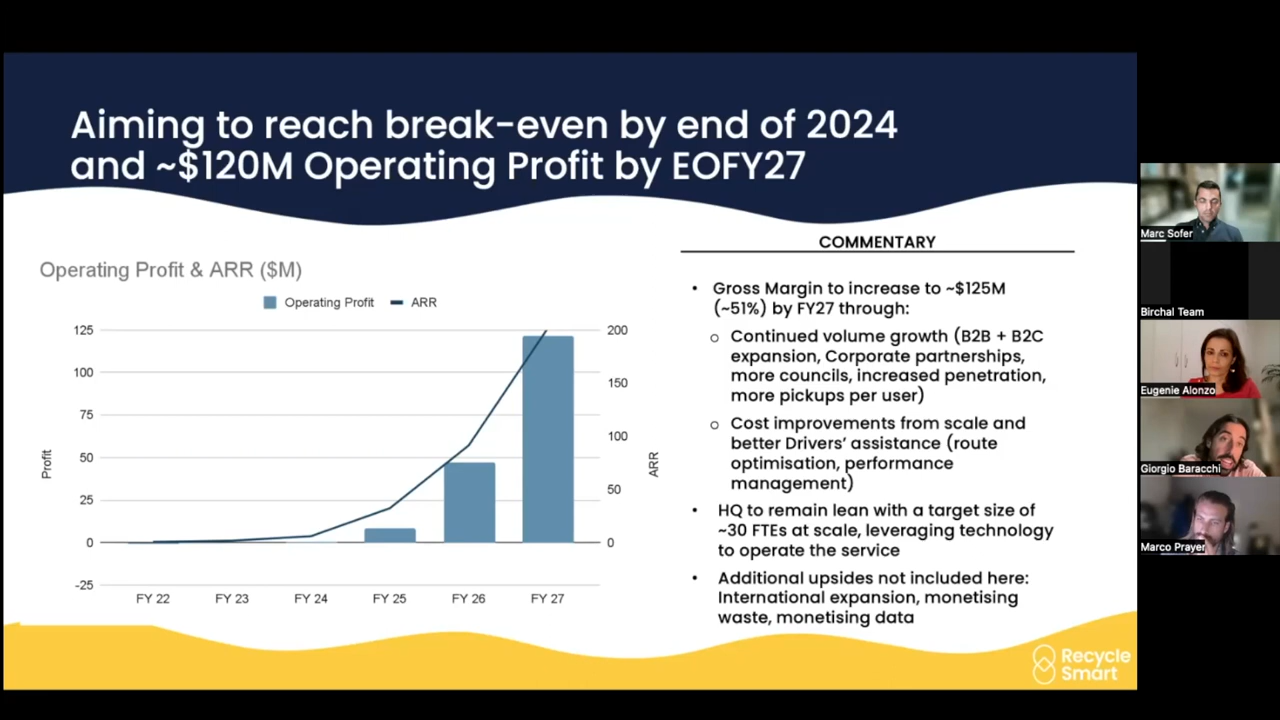 Aiming to reach break-even by end of 2024
and ~$120M Operating Profit by EOFY27
Operating Profit & ARR ($M)
Operating Profit
ARR
125
100
75
50
25
0
-25
Profit
200
150
100
50
0
ARR
FY 22
FY 23
FY 24
FY 25
FY 26
FY 27
COMMENTARY
• Gross Margin to increase to ~$125M
(~51%) by FY27 through:
o Continued volume growth (B2B + B2C
expansion, Corporate partnerships,
more councils, increased penetration,
more pickups per user)
o Cost improvements from scale and
better Drivers' assistance (route
optimisation, performance
management)
• HQ to remain lean with a target size of
~30 FTEs at scale, leveraging technology
to operate the service
• Additional upsides not included here:
International expansion, monetising
waste, monetising data
Recycle
Smart
Marc Sofer
Birchal Team
Eugenie Alonzo
Giorgio Baracchi
Marco Prayer